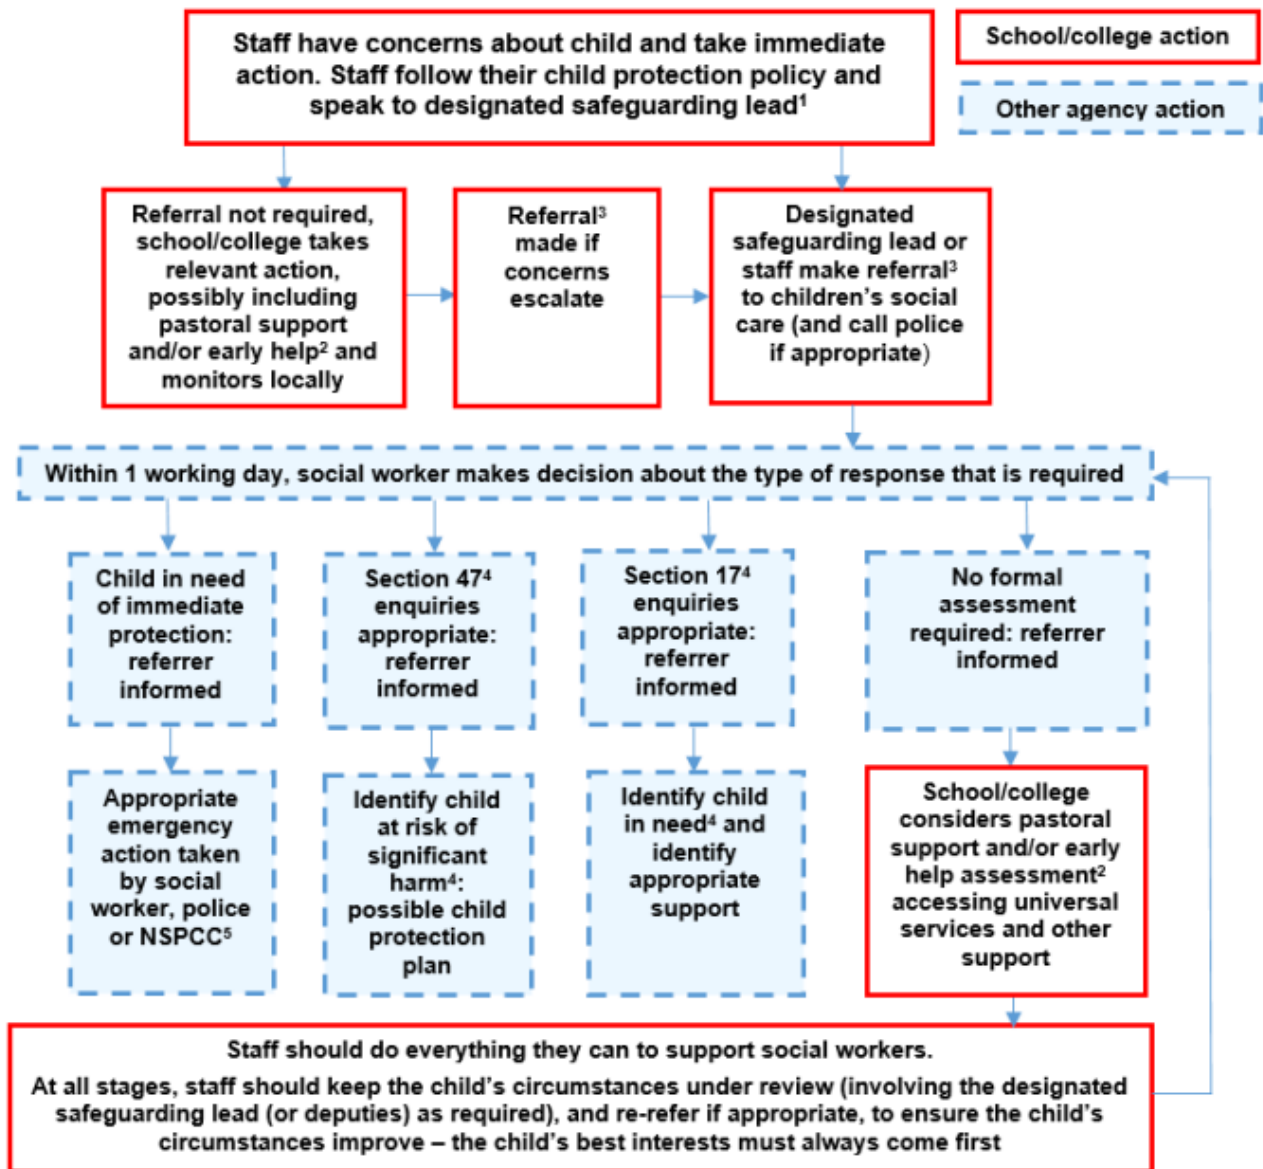 Staff have concerns about child and take immediate
action. Staff follow their child protection policy and
speak to designated safeguarding lead¹
School/college action
Other agency action
Referral not required,
school/college takes
relevant action,
possibly including
pastoral support
and/or early help² and
monitors locally
Referral³
made if
concerns
escalate
Designated
safeguarding lead or
staff make referral³
to children’s social
care (and call police
if appropriate)
Within 1 working day, social worker makes decision about the type of response that is required
Child in need
of immediate
protection:
referrer
informed
Section 47⁴
enquiries
appropriate:
referrer
informed
Section 17⁴
enquiries
appropriate:
referrer
informed
No formal
assessment
required: referrer
informed
Appropriate
emergency
action taken
by social
worker, police
or NSPCC⁵
Identify child
at risk of
significant
harm⁴:
possible child
protection
plan
Identify child
in need⁴ and
identify
appropriate
support
School/college
considers pastoral
support and/or early
help assessment²
accessing universal
services and other
support
Staff should do everything they can to support social workers.
At all stages, staff should keep the child’s circumstances under review (involving the designated
safeguarding lead (or deputies) as required), and re-refer if appropriate, to ensure the child’s
circumstances improve – the child’s best interests must always come first